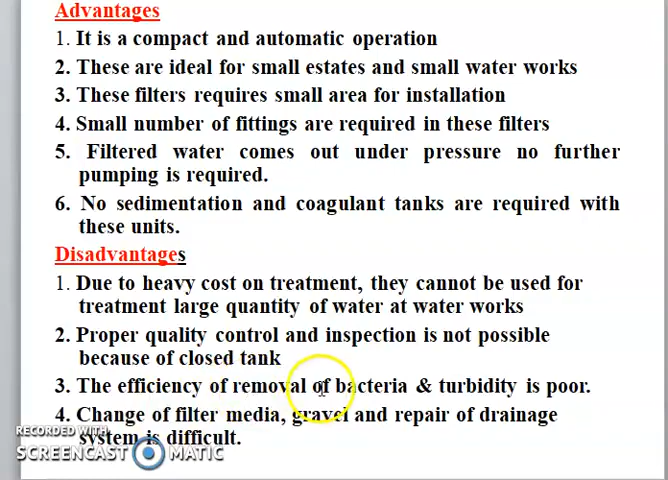 Advantages
1. It is a compact and automatic operation
2. These are ideal for small estates and small water works
3. These filters requires small area for installation
4. Small number of fittings are required in these filters
5. Filtered water comes out under pressure no further
pumping is required.
6. No sedimentation and coagulant tanks are required with
these units.
Disadvantages
1. Due to heavy cost on treatment, they cannot be used for
treatment large quantity of water at water works
2. Proper quality control and inspection is not possible
because of closed tank
3. The efficiency of removal of bacteria & turbidity is poor.
4. Change of filter media, gravel and repair of drainage
system is difficult.
RECORDED WITH
SCREENCAST MATIC